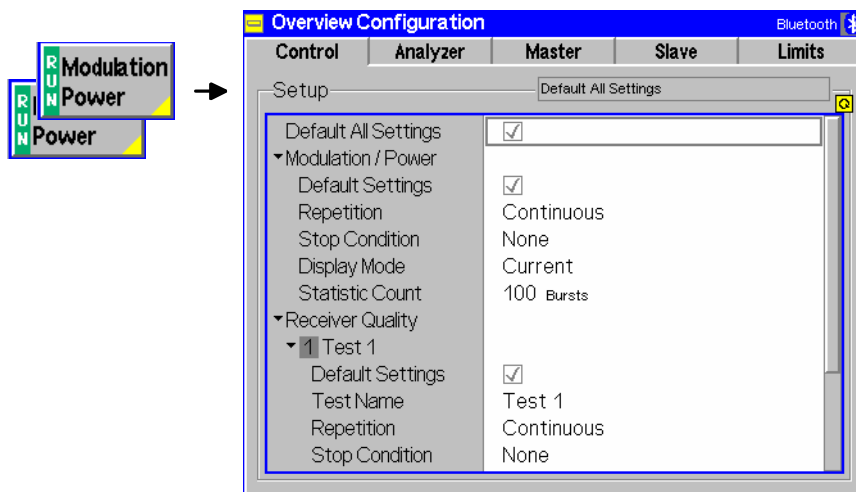 RUN Modulation
Power
RUN
Power
Overview Configuration Bluetooth
Control Analyzer Master Slave Limits
Setup Default All Settings
Default All Settings
Modulation / Power
Default Settings
Repetition Continuous
Stop Condition None
Display Mode Current
Statistic Count 100 Bursts
Receiver Quality
1 Test 1
Default Settings
Test Name Test 1
Repetition Continuous
Stop Condition None